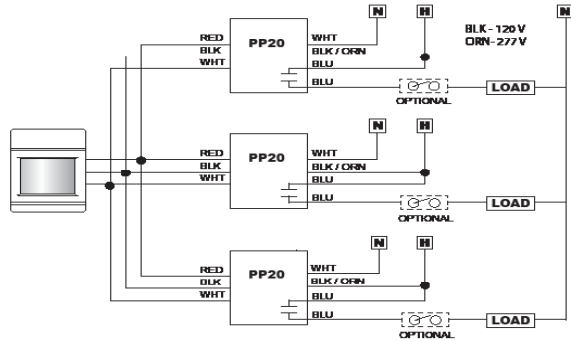 N H N
BLK - 120 V
ORN - 277 V
RED WHT
BLK PP20 BLK / ORN
WHT BLU
BLU
OPTIONAL
LOAD
N H
RED WHT
BLK PP20 BLK / ORN
WHT BLU
BLU
OPTIONAL
LOAD
N H
RED WHT
BLK PP20 BLK / ORN
WHT BLU
BLU
OPTIONAL
LOAD